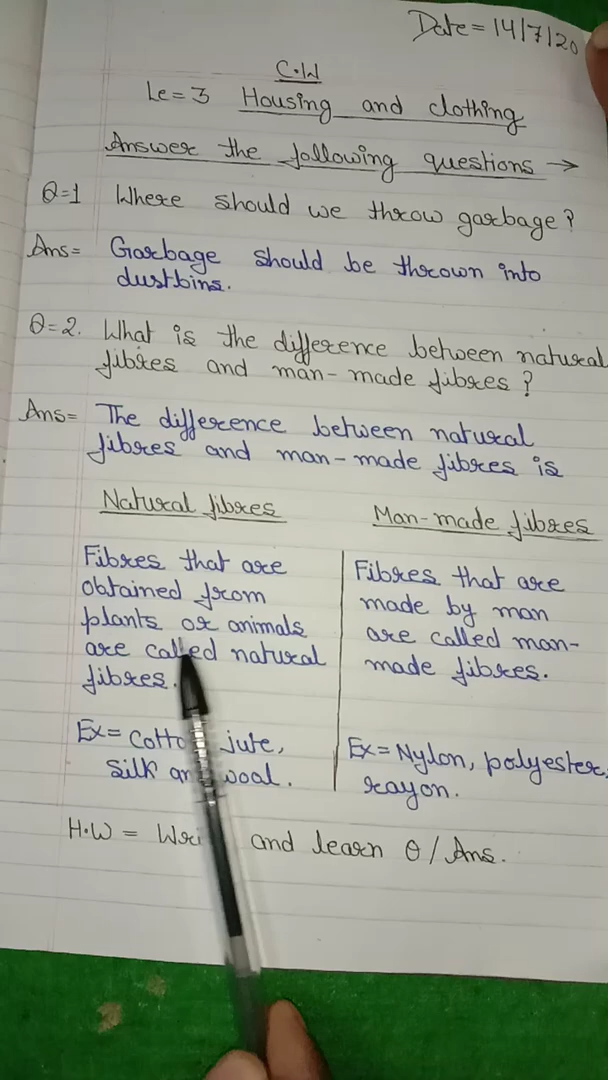 Date = 14/7/20
C.W
Le = 3 Housing and clothing
Answer the following questions →
Q=1 Where should we throw garbage?
Ans= Garbage should be thrown into
dustbins.
Q=2. What is the difference between natural
fibres and man-made fibres?
Ans= The difference between natural
fibres and man-made fibres is
Natural fibres
Fibres that are
obtained from
plants or animals
are called natural
fibres.
Ex= Cotto jute,
silk an woal.
Man-made fibres
Fibres that are
made by man
are called man-
made fibres.
Ex= Nylon, polyester,
rayon.
H.W = Wri and learn Q/Ans.